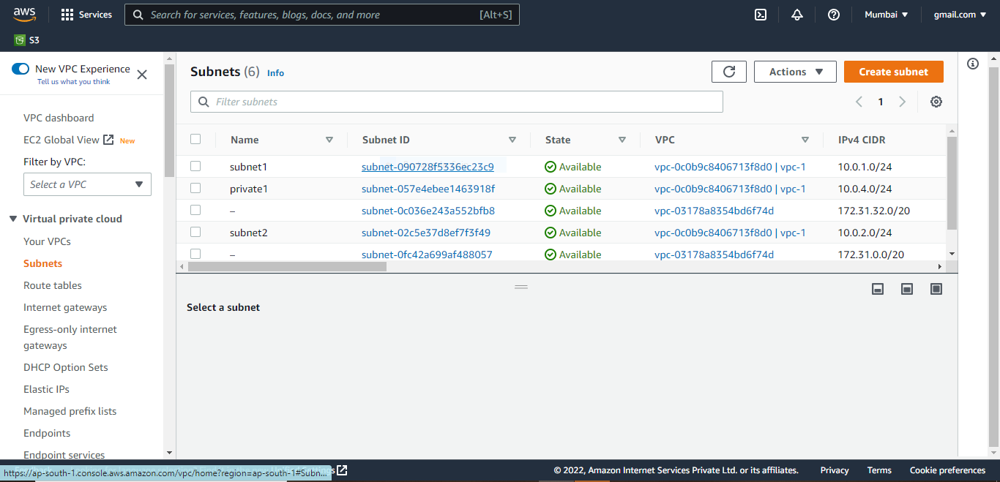 aws Services Search for services, features, blogs, docs, and more [Alt+S] Mumbai ▼ gmail.com ▼
S3
New VPC Experience
Tell us what you think
Subnets (6) Info Actions ▼ Create subnet
Filter subnets 1
VPC dashboard
EC2 Global View New
Filter by VPC:
Select a VPC
Virtual private cloud
Your VPCs
Subnets
Route tables
Internet gateways
Egress-only internet
gateways
DHCP Option Sets
Elastic IPs
Managed prefix lists
Endpoints
Endpoint services
Name Subnet ID State VPC IPv4 CIDR
subnet1 subnet-090728f5336ec23c9 Available vpc-0c0b9c8406713f8d0 | vpc-1 10.0.1.0/24
private1 subnet-057e4ebee1463918f Available vpc-0c0b9c8406713f8d0 | vpc-1 10.0.4.0/24
– subnet-0c036e243a552bfb8 Available vpc-03178a8354bd6f74d 172.31.32.0/20
subnet2 subnet-02c5e37d8ef7f3f49 Available vpc-0c0b9c8406713f8d0 | vpc-1 10.0.2.0/24
– subnet-0fc42a699af488057 Available vpc-03178a8354bd6f74d 172.31.0.0/20
Select a subnet
https://ap-south-1.console.aws.amazon.com/vpc/home?region=ap-south-1#Subn... © 2022, Amazon Internet Services Private Ltd. or its affiliates. Privacy Terms Cookie preferences